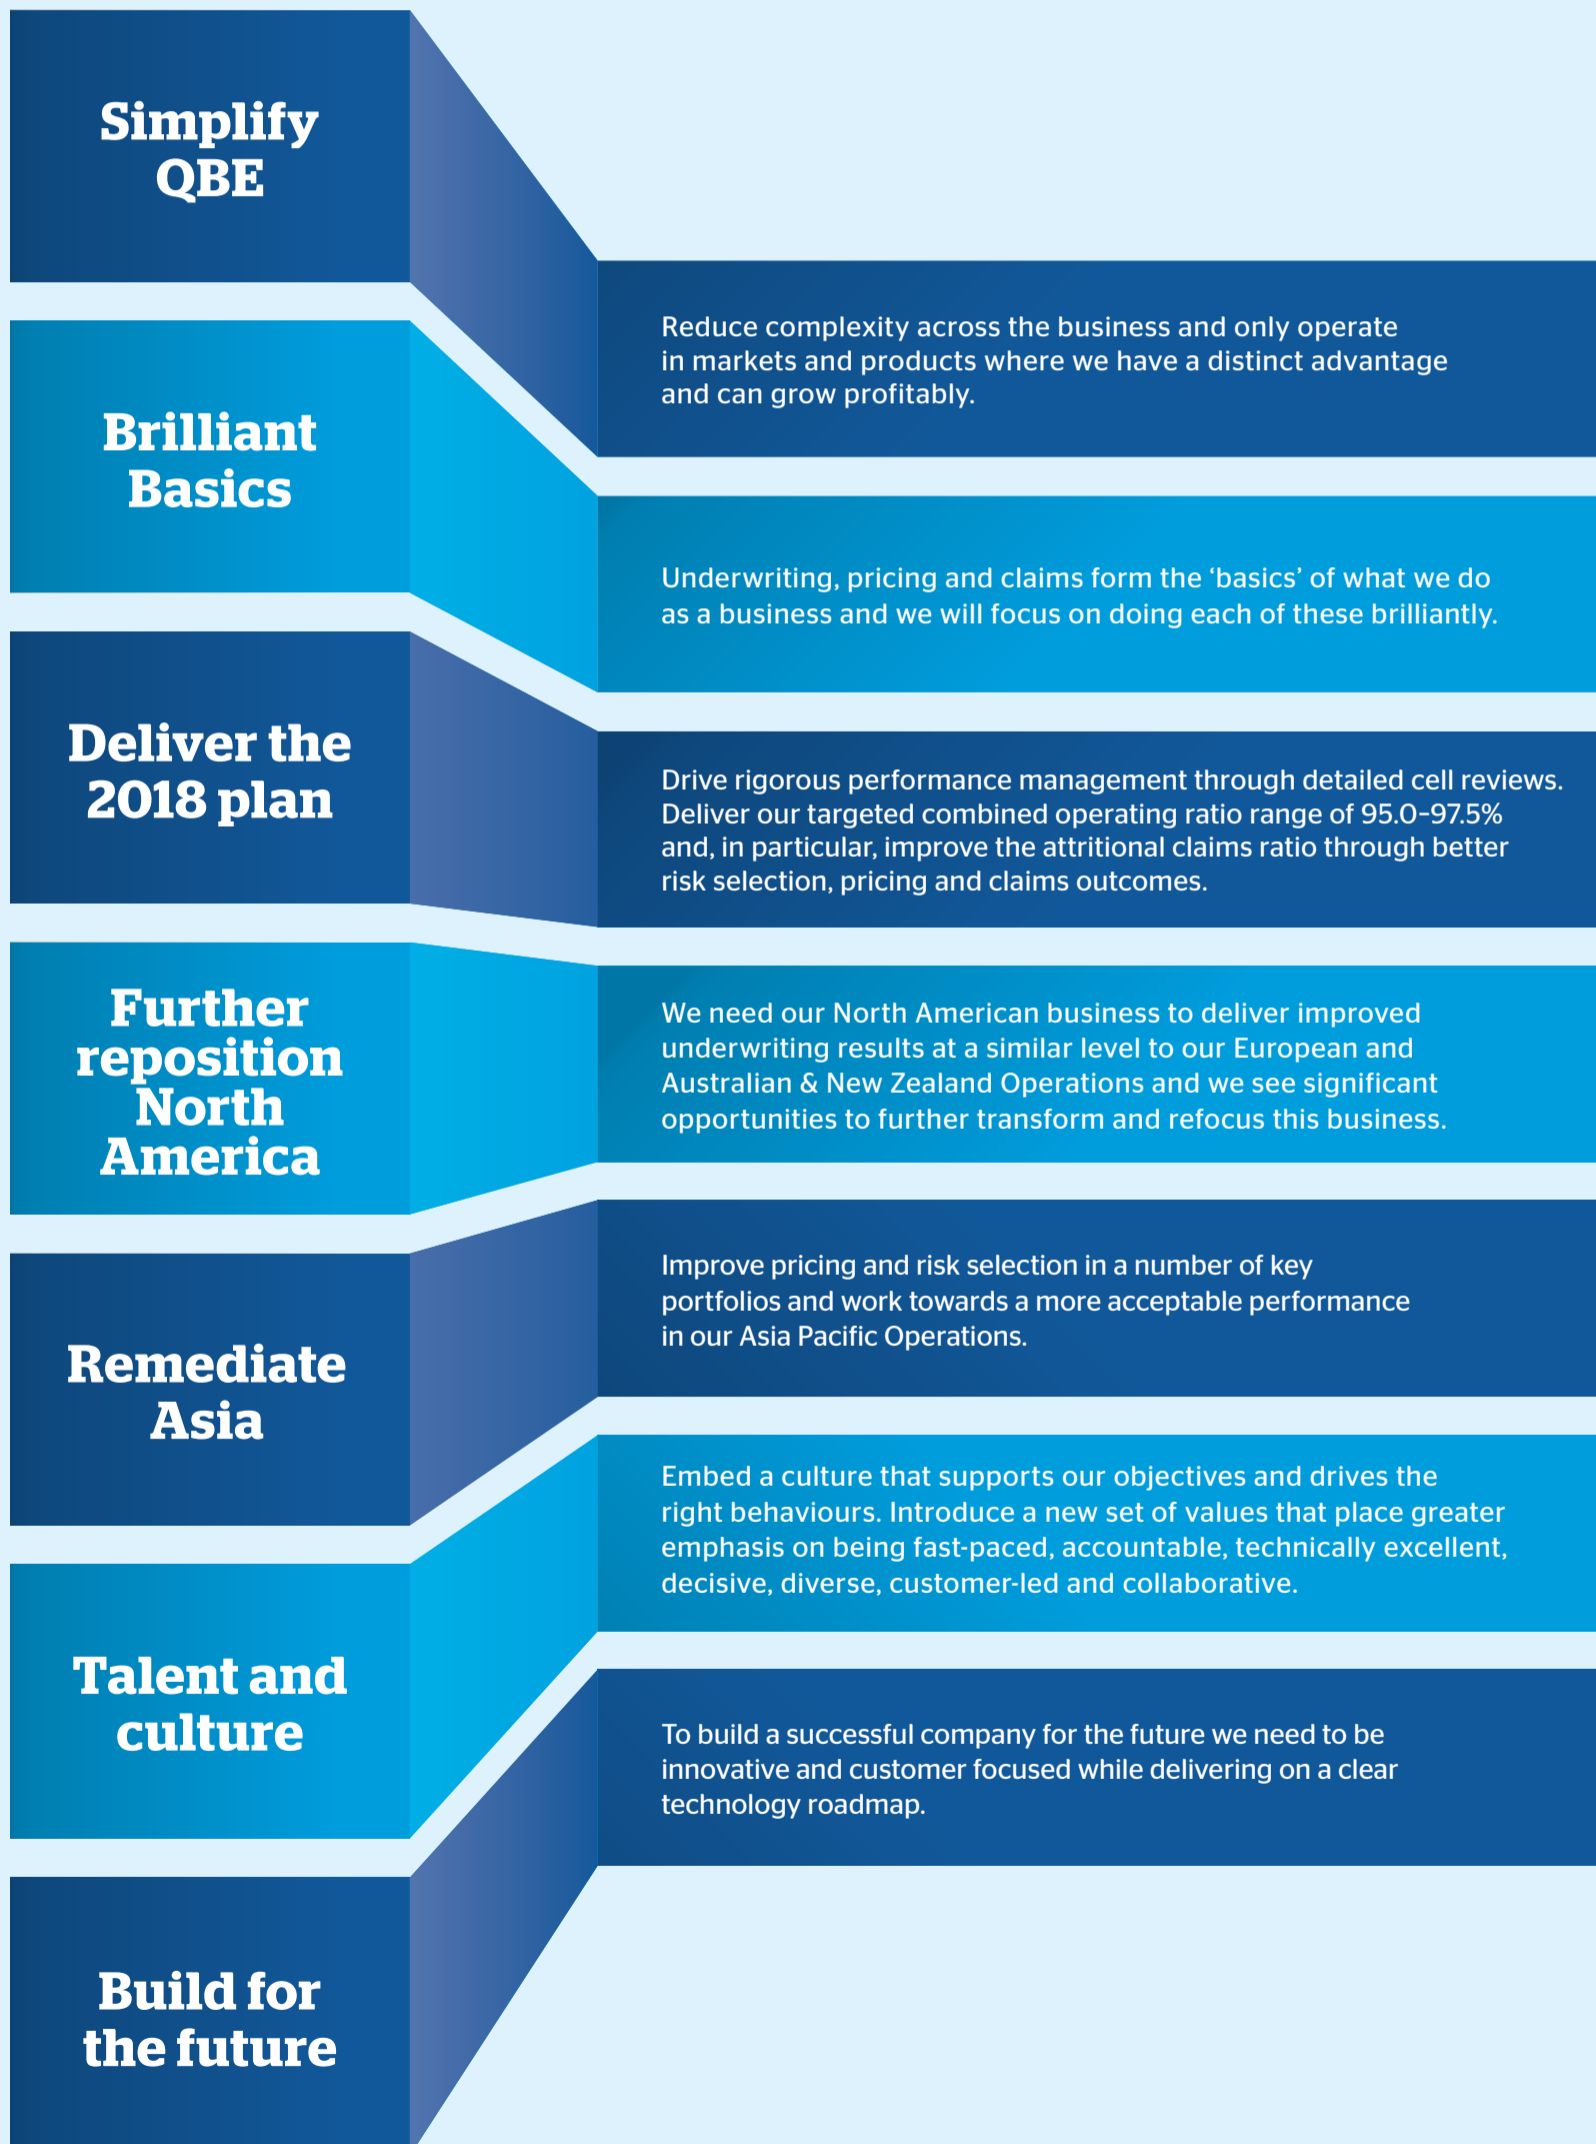 Simplify
QBE
Reduce complexity across the business and only operate
in markets and products where we have a distinct advantage
and can grow profitably.
Brilliant
Basics
Underwriting, pricing and claims form the ‘basics’ of what we do
as a business and we will focus on doing each of these brilliantly.
Deliver the
2018 plan
Drive rigorous performance management through detailed cell reviews.
Deliver our targeted combined operating ratio range of 95.0–97.5%
and, in particular, improve the attritional claims ratio through better
risk selection, pricing and claims outcomes.
Further
reposition
North
America
We need our North American business to deliver improved
underwriting results at a similar level to our European and
Australian & New Zealand Operations and we see significant
opportunities to further transform and refocus this business.
Remediate
Asia
Improve pricing and risk selection in a number of key
portfolios and work towards a more acceptable performance
in our Asia Pacific Operations.
Talent and
culture
Embed a culture that supports our objectives and drives the
right behaviours. Introduce a new set of values that place greater
emphasis on being fast-paced, accountable, technically excellent,
decisive, diverse, customer-led and collaborative.
Build for
the future
To build a successful company for the future we need to be
innovative and customer focused while delivering on a clear
technology roadmap.